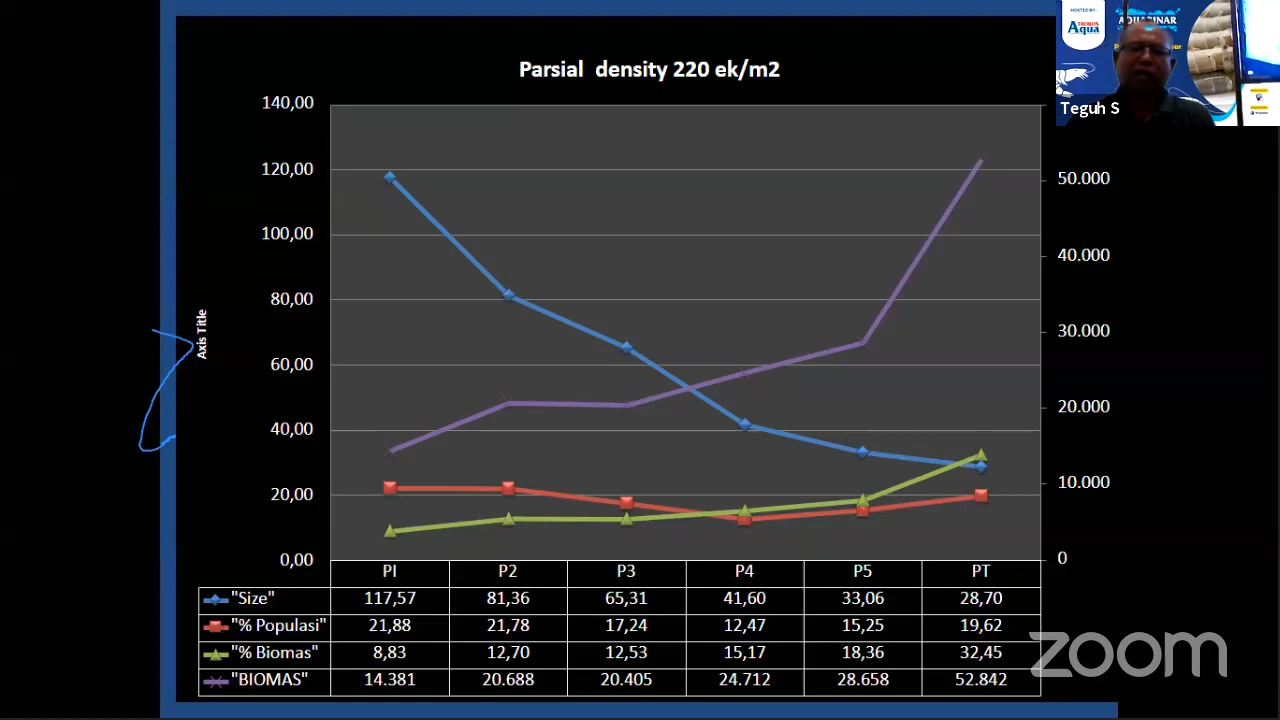 Parsial density 220 ek/m2
HOSTED BY:
TROBOS
Aqua
AQUABINAR
Teguh S
140,00
120,00
100,00
80,00
60,00
40,00
20,00
0,00
Axis Title
50.000
40.000
30.000
20.000
10.000
0
PI P2 P3 P4 P5 PT
"Size" 117,57 81,36 65,31 41,60 33,06 28,70
"% Populasi" 21,88 21,78 17,24 12,47 15,25 19,62
"% Biomas" 8,83 12,70 12,53 15,17 18,36 32,45
"BIOMAS" 14.381 20.688 20.405 24.712 28.658 52.842
zoom